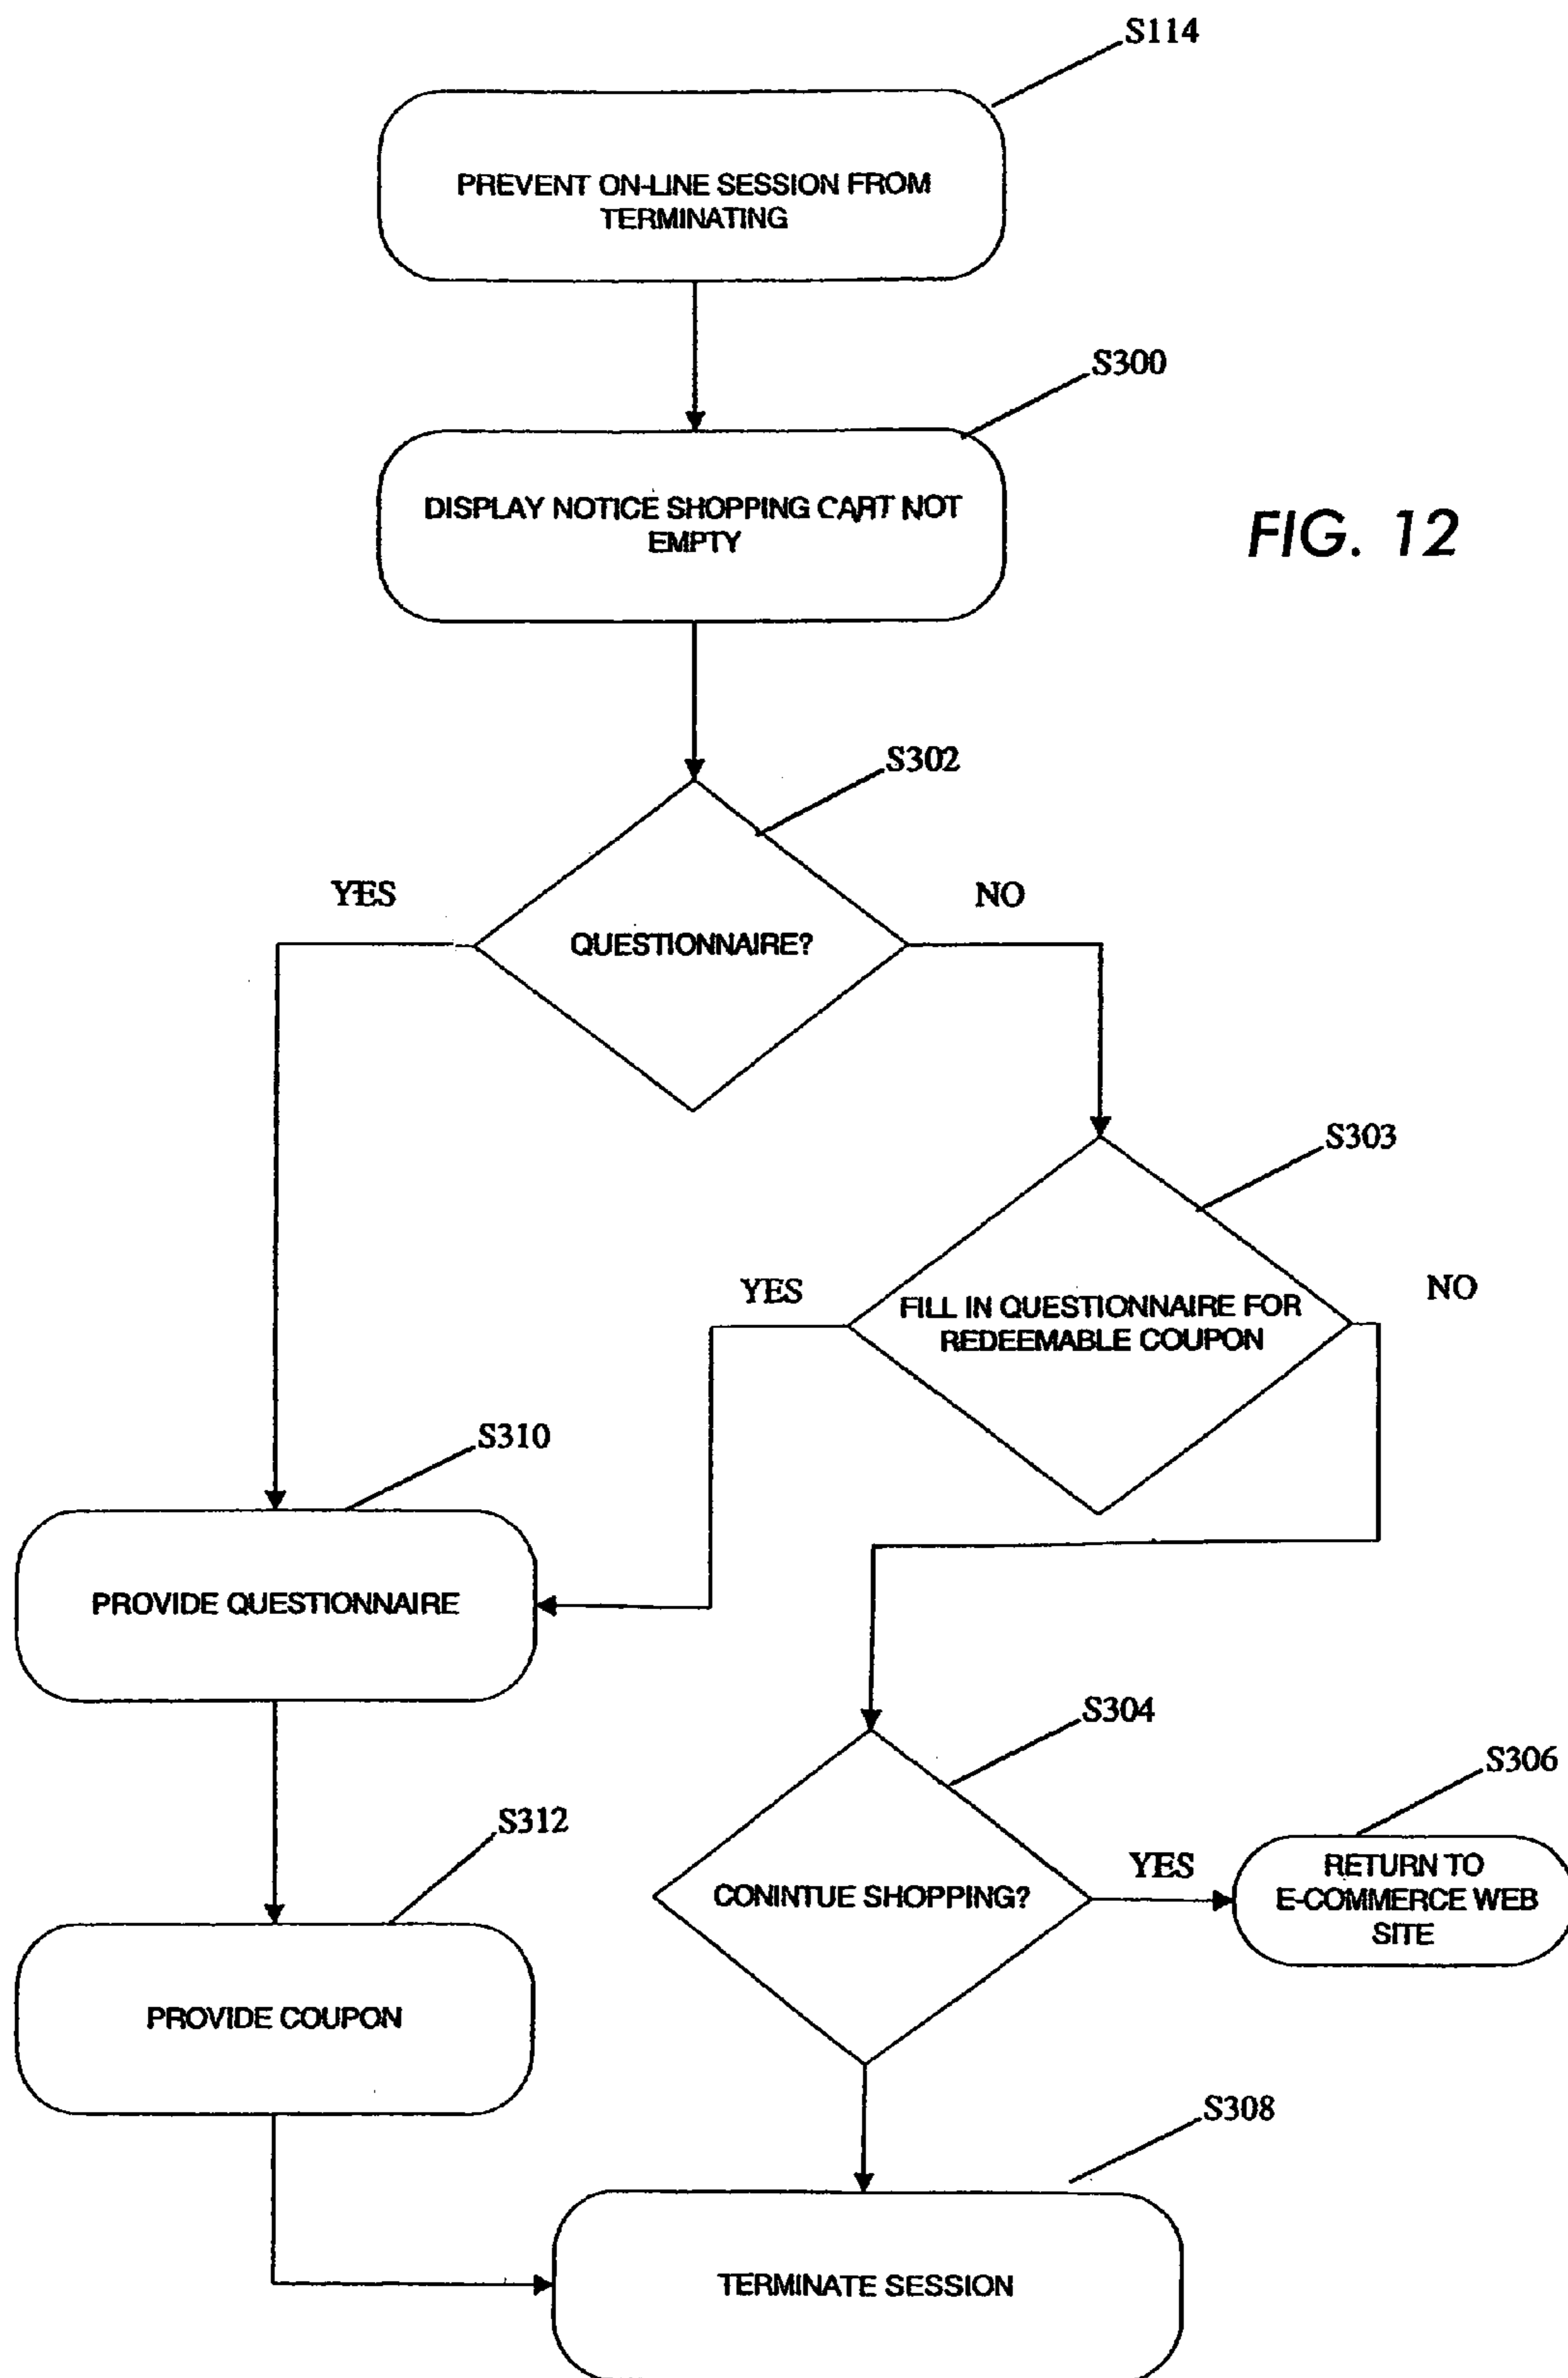 S114
PREVENT ON-LINE SESSION FROM
TERMINATING
S300
DISPLAY NOTICE SHOPPING CART NOT
EMPTY
FIG. 12
S302
YES
NO
QUESTIONNAIRE?
S303
YES
NO
FILL IN QUESTIONNAIRE FOR
REDEEMABLE COUPON
S310
PROVIDE QUESTIONNAIRE
S304
S306
YES
RETURN TO
E-COMMERCE WEB
SITE
CONINTUE SHOPPING?
S312
PROVIDE COUPON
S308
TERMINATE SESSION